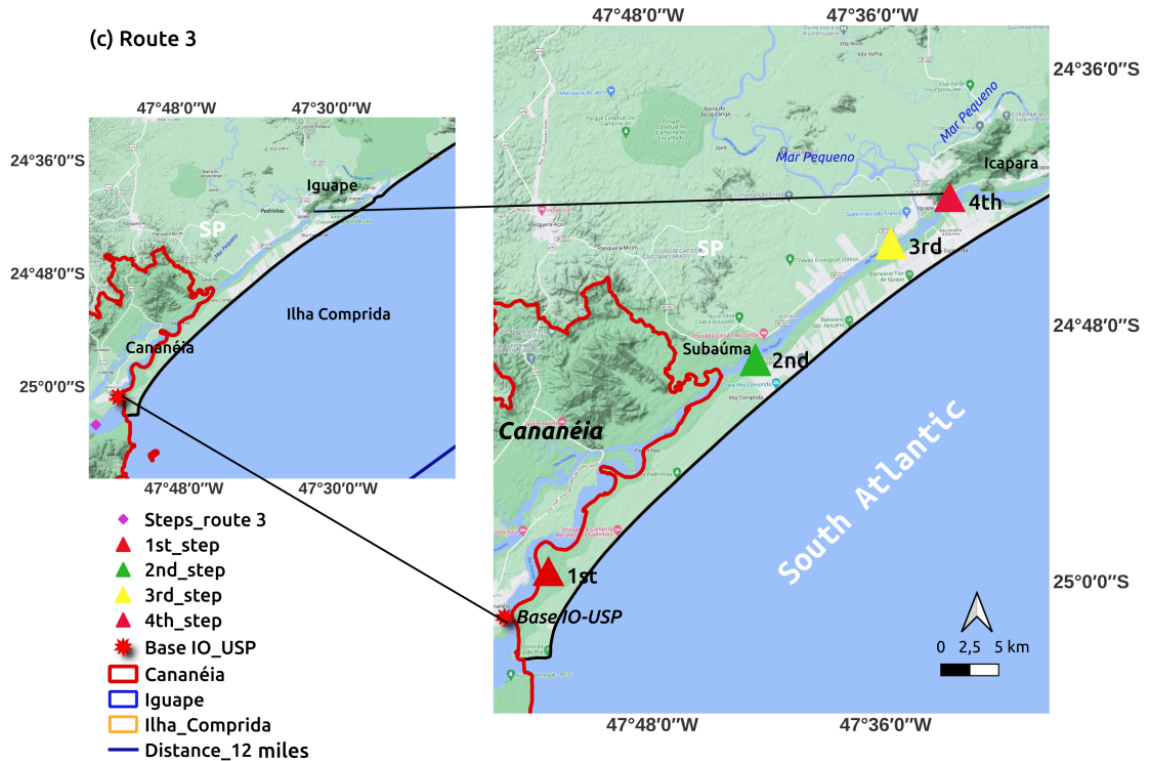 (c) Route 3
47°48'0"W 47°30'0"W
24°36'0"S
24°48'0"S
25°0'0"S
Iguape
Pedrinhas
SP
Mar Pequeno
Ilha Comprida
Cananéia
47°48'0"W 47°30'0"W
47°48'0"W 47°36'0"W
24°36'0"S
24°48'0"S
25°0'0"S
Mar Pequeno
Mar Pequeno
Icapara
4th
3rd
SP
Subaúma
2nd
Cananéia
1st
Base IO-USP
South Atlantic
0 2,5 5 km
47°48'0"W 47°36'0"W
Steps_route 3
1st_step
2nd_step
3rd_step
4th_step
Base IO_USP
Cananéia
Iguape
Ilha_Comprida
Distance_12 miles